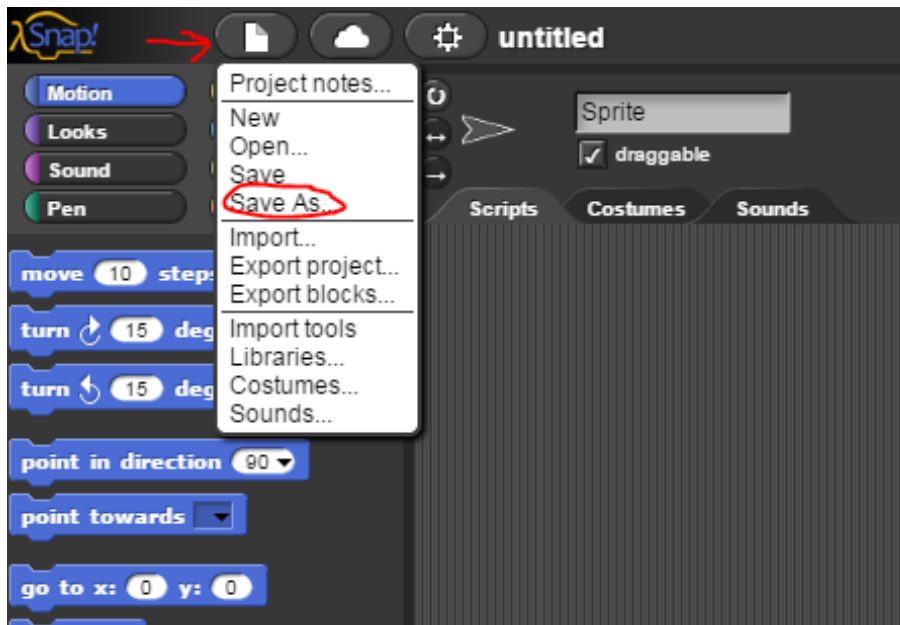 λSnap!
untitled
Motion
Looks
Sound
Pen
Project notes...
New
Open...
Save
Save As...
Import...
Export project...
Export blocks...
Import tools
Libraries...
Costumes...
Sounds...
Sprite
draggable
Scripts Costumes Sounds
move 10 steps
turn 15 deg
turn 15 deg
point in direction 90
point towards
go to x: 0 y: 0